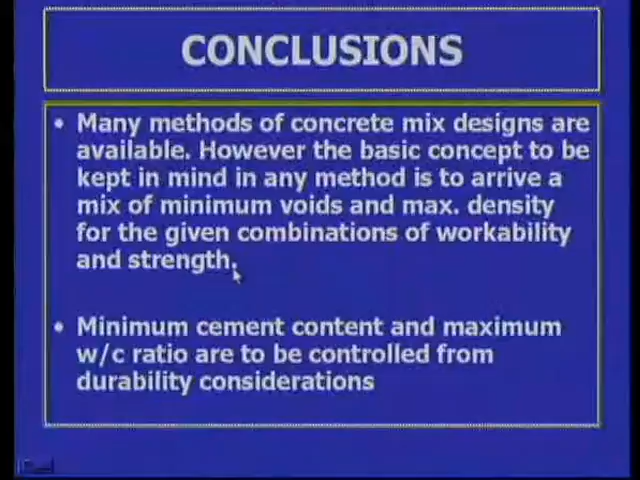 CONCLUSIONS
• Many methods of concrete mix designs are
available. However the basic concept to be
kept in mind in any method is to arrive a
mix of minimum voids and max. density
for the given combinations of workability
and strength.
• Minimum cement content and maximum
w/c ratio are to be controlled from
durability considerations